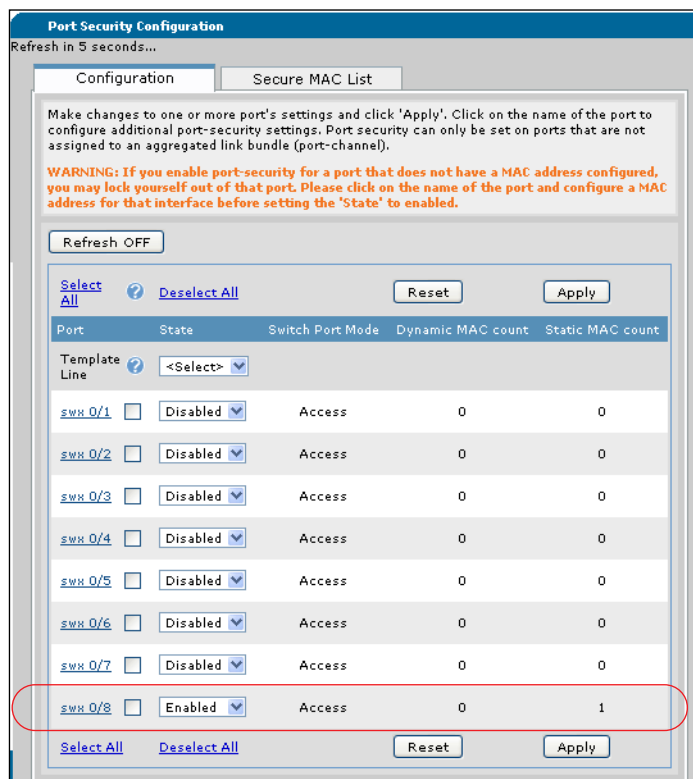 Port Security Configuration
Refresh in 5 seconds...
Configuration Secure MAC List
Make changes to one or more port's settings and click 'Apply'. Click on the name of the port to
configure additional port-security settings. Port security can only be set on ports that are not
assigned to an aggregated link bundle (port-channel).
WARNING: If you enable port-security for a port that does not have a MAC address configured,
you may lock yourself out of that port. Please click on the name of the port and configure a MAC
address for that interface before setting the 'State' to enabled.
Refresh OFF
Select
All ? Deselect All Reset Apply
Port State Switch Port Mode Dynamic MAC count Static MAC count
Template
Line ? <Select>
swx 0/1 Disabled Access 0 0
swx 0/2 Disabled Access 0 0
swx 0/3 Disabled Access 0 0
swx 0/4 Disabled Access 0 0
swx 0/5 Disabled Access 0 0
swx 0/6 Disabled Access 0 0
swx 0/7 Disabled Access 0 0
swx 0/8 Enabled Access 0 1
Select All Deselect All Reset Apply